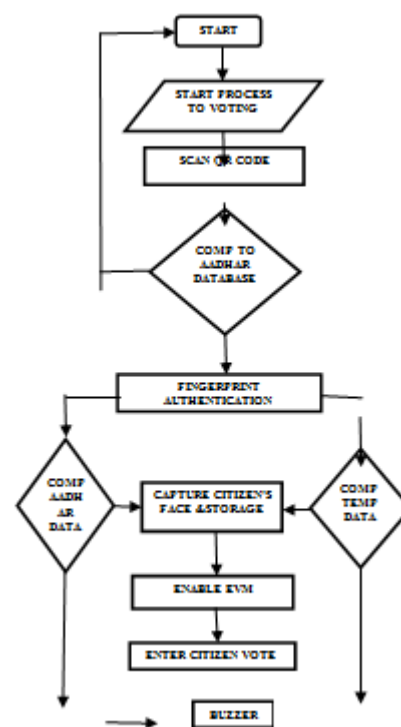 START
START PROCESS
TO VOTING
SCAN QR CODE
COMP TO
AADHAR
DATABASE
FINGERPRINT
AUTHENTICATION
COMP
AADH
AR
DATA
CAPTURE CITIZEN'S
FACE &STORAGE
COMP
TEMP
DATA
ENABLE EVM
ENTER CITIZEN VOTE
BUZZER